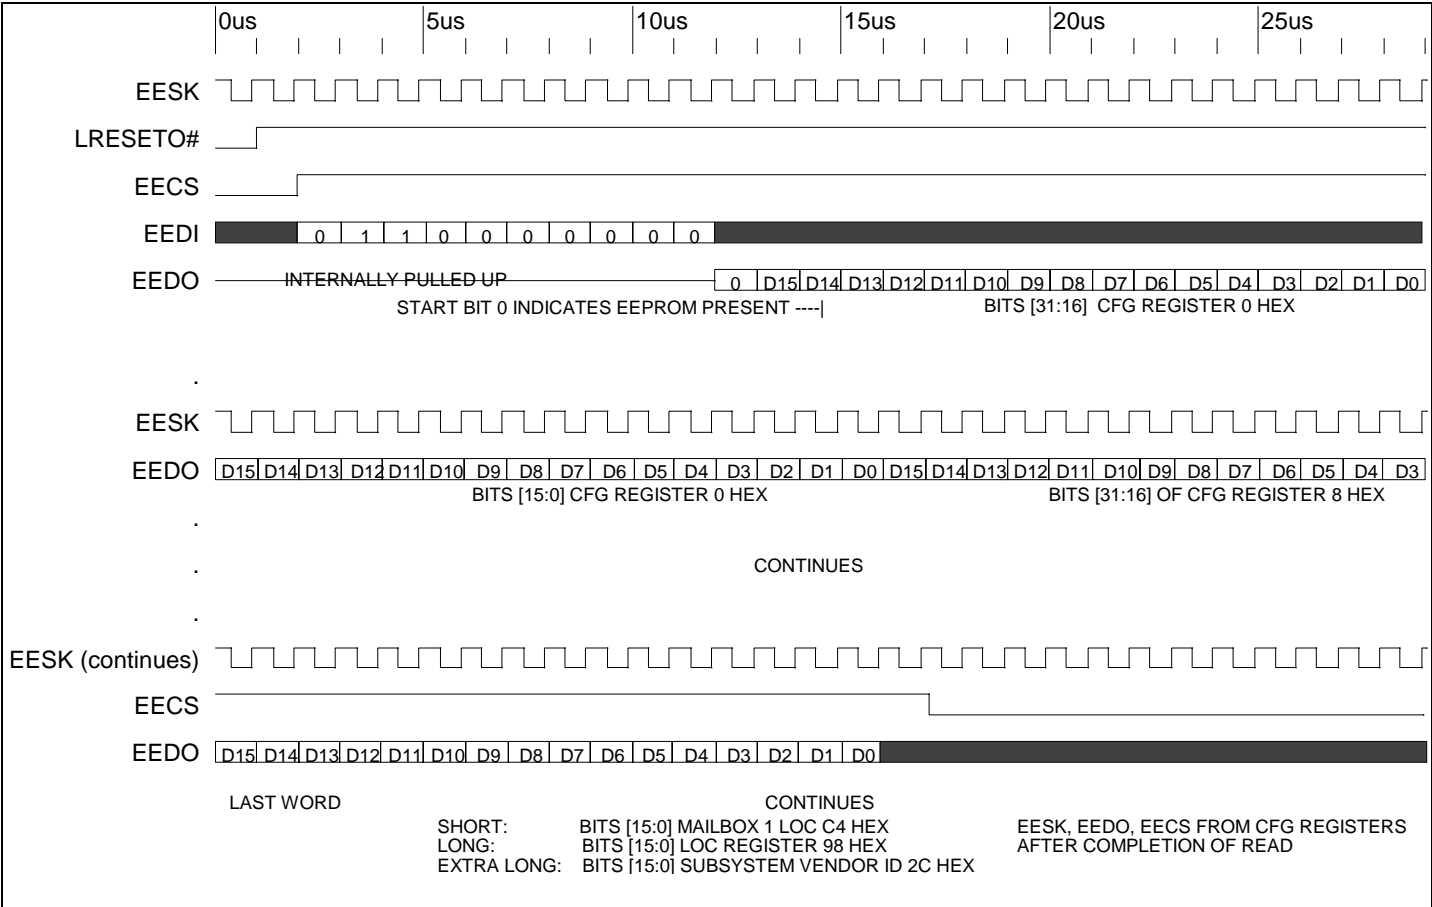 0us 5us 10us 15us 20us 25us
EESK
LRESETO#
EECS
EEDI 0 1 1 0 0 0 0 0 0 0
EEDO INTERNALLY PULLED UP 0 D15 D14 D13 D12 D11 D10 D9 D8 D7 D6 D5 D4 D3 D2 D1 D0
START BIT 0 INDICATES EEPROM PRESENT ----| BITS [31:16] CFG REGISTER 0 HEX
.
EESK
EEDO D15 D14 D13 D12 D11 D10 D9 D8 D7 D6 D5 D4 D3 D2 D1 D0 D15 D14 D13 D12 D11 D10 D9 D8 D7 D6 D5 D4 D3
BITS [15:0] CFG REGISTER 0 HEX BITS [31:16] OF CFG REGISTER 8 HEX
.
. CONTINUES
.
EESK (continues)
EECS
EEDO D15 D14 D13 D12 D11 D10 D9 D8 D7 D6 D5 D4 D3 D2 D1 D0
LAST WORD CONTINUES
SHORT: BITS [15:0] MAILBOX 1 LOC C4 HEX EESK, EEDO, EECS FROM CFG REGISTERS
LONG: BITS [15:0] LOC REGISTER 98 HEX AFTER COMPLETION OF READ
EXTRA LONG: BITS [15:0] SUBSYSTEM VENDOR ID 2C HEX